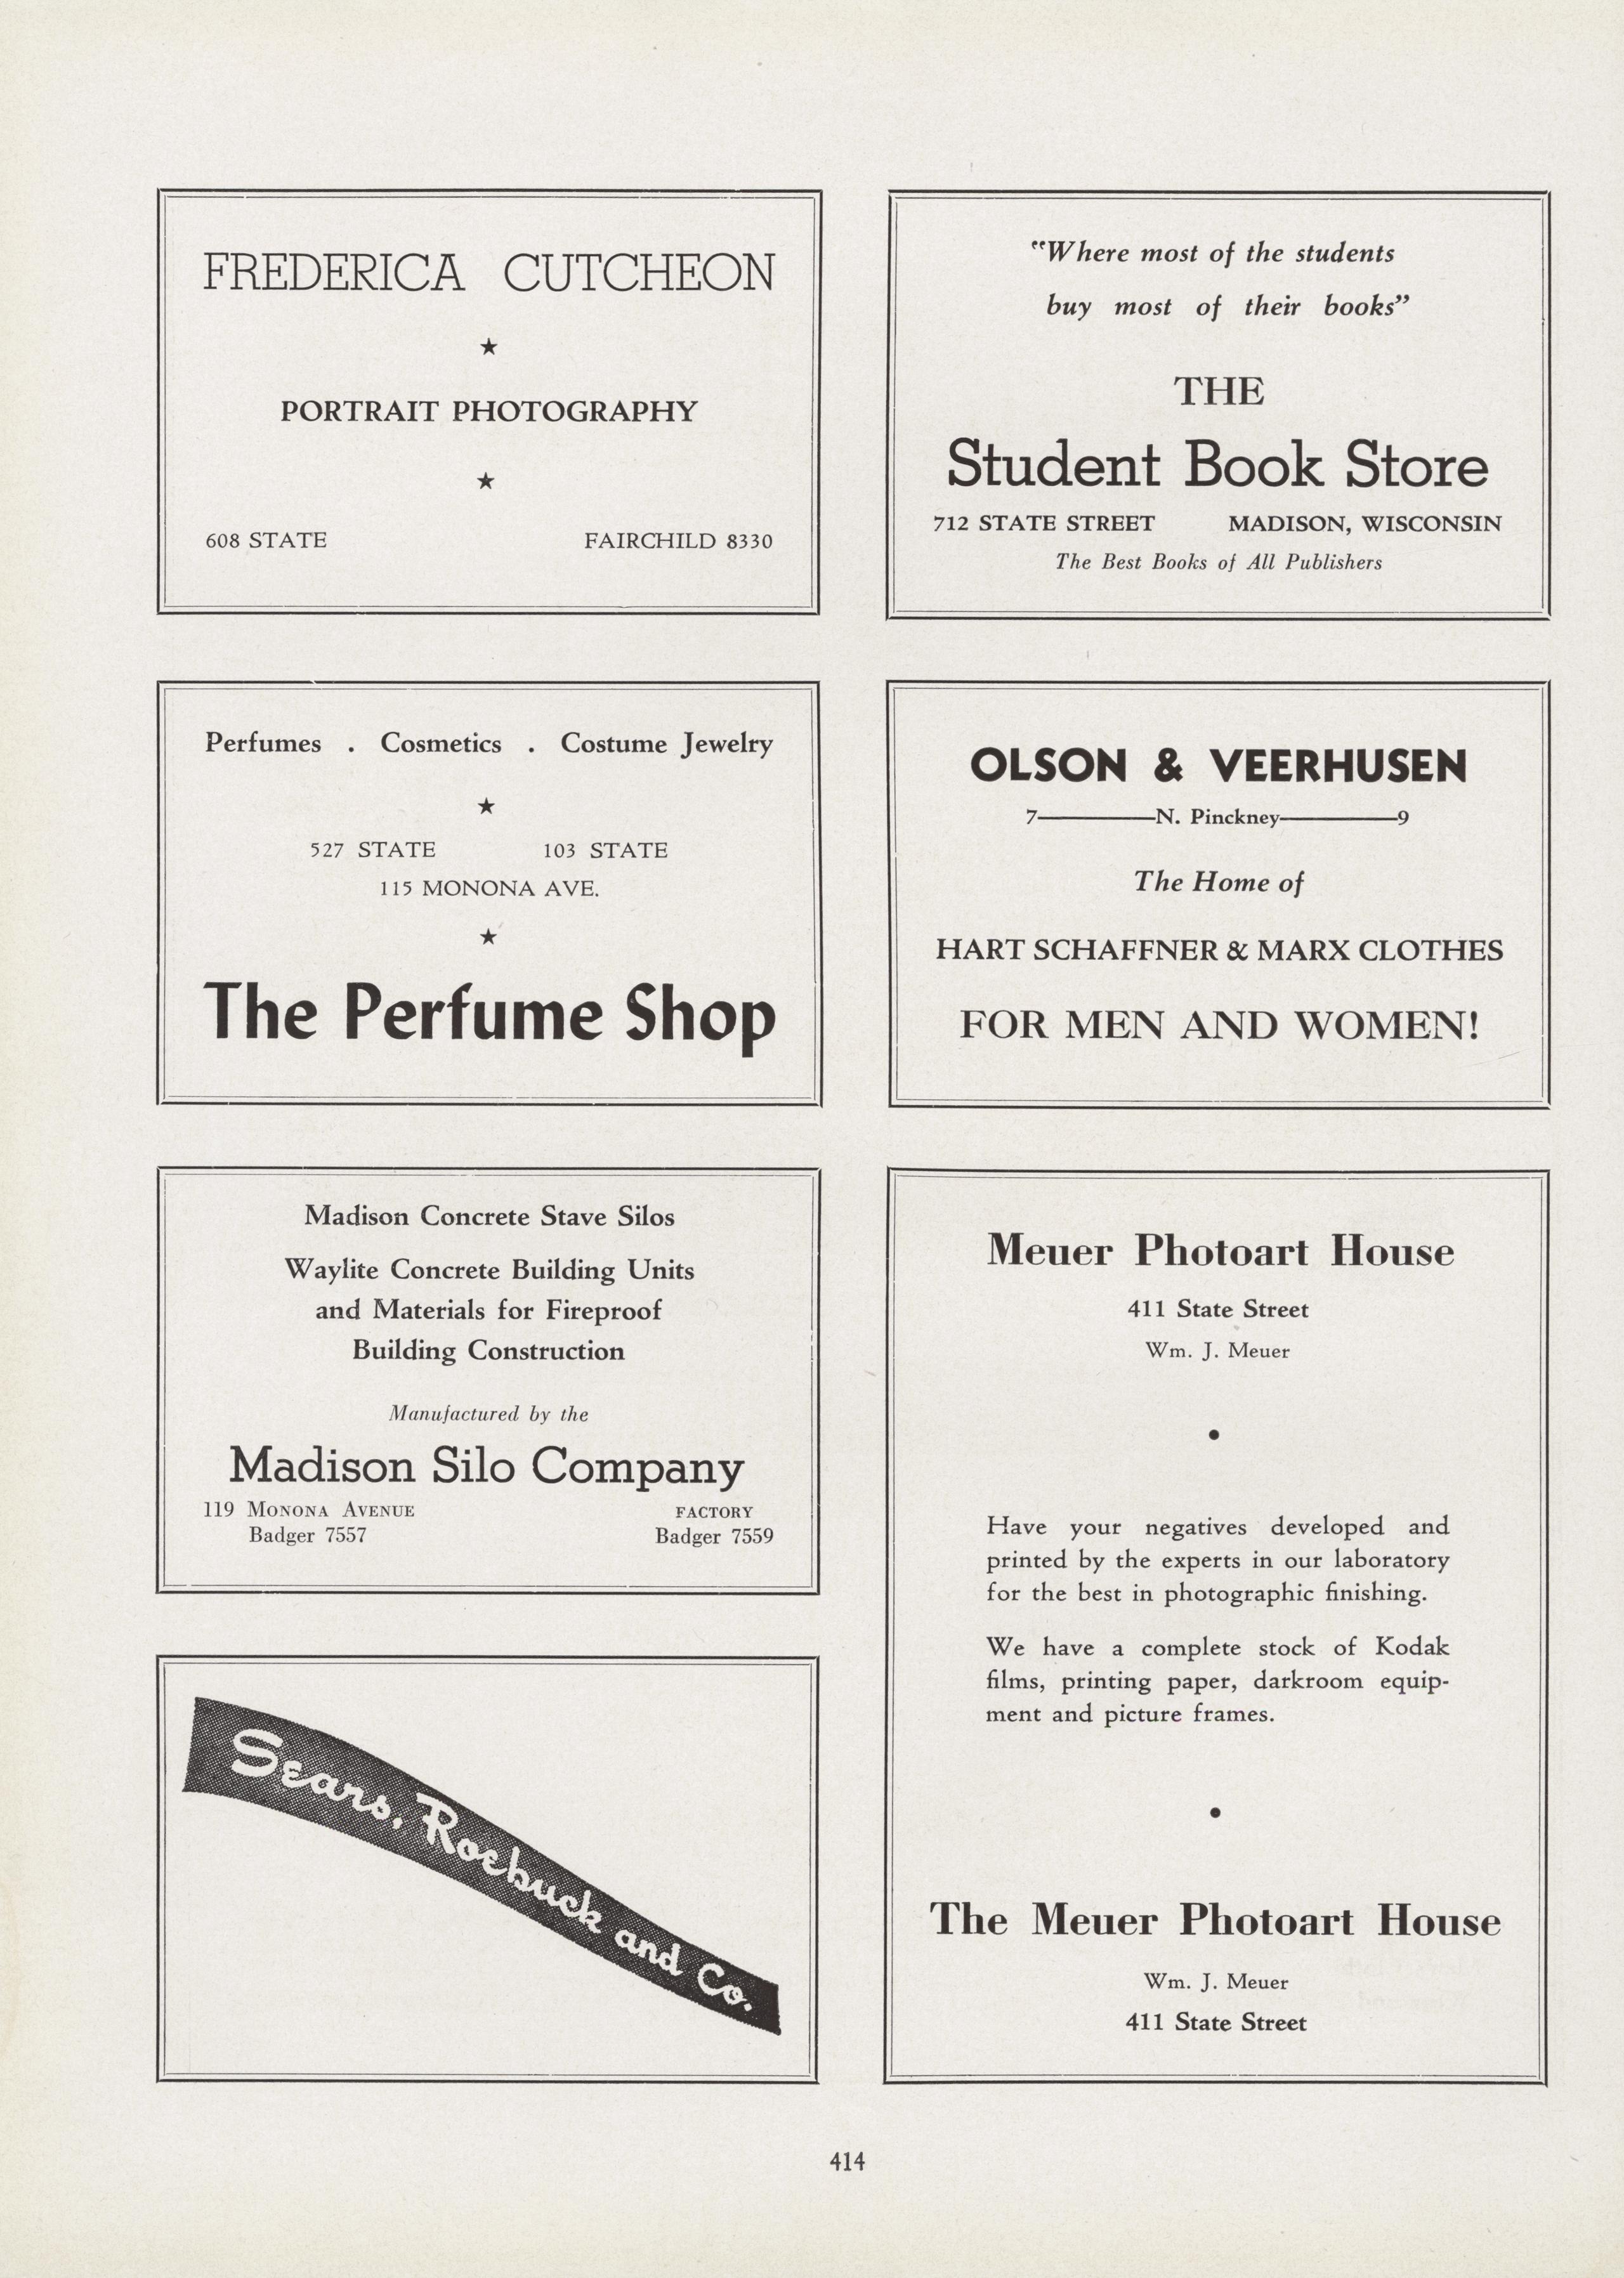 FREDERICA CUTCHEON
★
PORTRAIT PHOTOGRAPHY
★
608 STATE FAIRCHILD 8330
Perfumes . Cosmetics . Costume Jewelry
★
527 STATE 103 STATE
115 MONONA AVE.
★
The Perfume Shop
Madison Concrete Stave Silos
Waylite Concrete Building Units
and Materials for Fireproof
Building Construction
Manufactured by the
Madison Silo Company
119 MONONA AVENUE FACTORY
Badger 7557 Badger 7559
Sears, Roebuck and Co.
"Where most of the students
buy most of their books"
THE
Student Book Store
712 STATE STREET MADISON, WISCONSIN
The Best Books of All Publishers
OLSON & VEERHUSEN
7————N. Pinckney————9
The Home of
HART SCHAFFNER & MARX CLOTHES
FOR MEN AND WOMEN!
Meuer Photoart House
411 State Street
Wm. J. Meuer
•
Have your negatives developed and
printed by the experts in our laboratory
for the best in photographic finishing.
We have a complete stock of Kodak
films, printing paper, darkroom equip-
ment and picture frames.
•
The Meuer Photoart House
Wm. J. Meuer
411 State Street
414